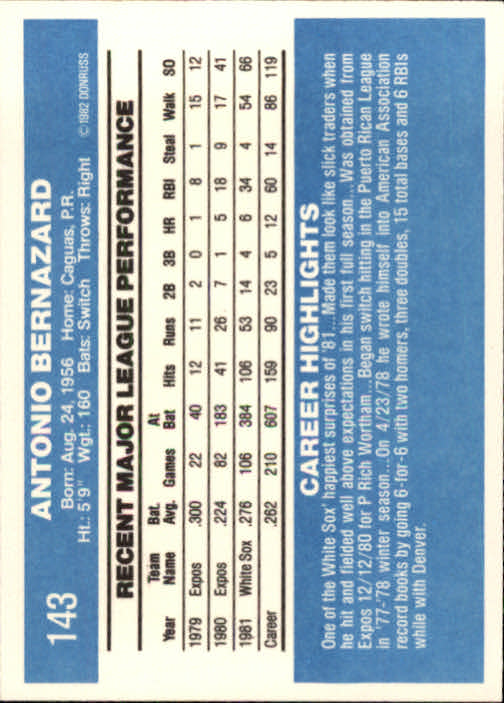 143
ANTONIO BERNAZARD
Born: Aug. 24, 1956 Home: Caguas, P.R.
Ht.: 5'9" Wgt.: 160 Bats: Switch Throws: Right ©1982 DONRUSS
RECENT MAJOR LEAGUE PERFORMANCE
Year Team Name Bat. Avg. Games At Bat Hits Runs 2B 3B HR RBI Steal Walk SO
1979 Expos .300 22 40 12 11 2 0 1 8 1 15 12
1980 Expos .224 82 183 41 26 7 1 5 18 9 17 41
1981 White Sox .276 106 384 106 53 14 4 6 34 4 54 66
Career .262 210 607 159 90 23 5 12 60 14 86 119
CAREER HIGHLIGHTS
One of the White Sox' happiest surprises of '81...Made them look like slick traders when
he hit and fielded well above expectations in his first full season...Was obtained from
Expos 12/12/80 for P Rich Wortham...Began switch hitting in the Puerto Rican League
in '77-78 winter season...On 4/23/78 he wrote himself into American Association
record books by going 6-for-6 with two homers, three doubles, 15 total bases and 6 RBIs
while with Denver.